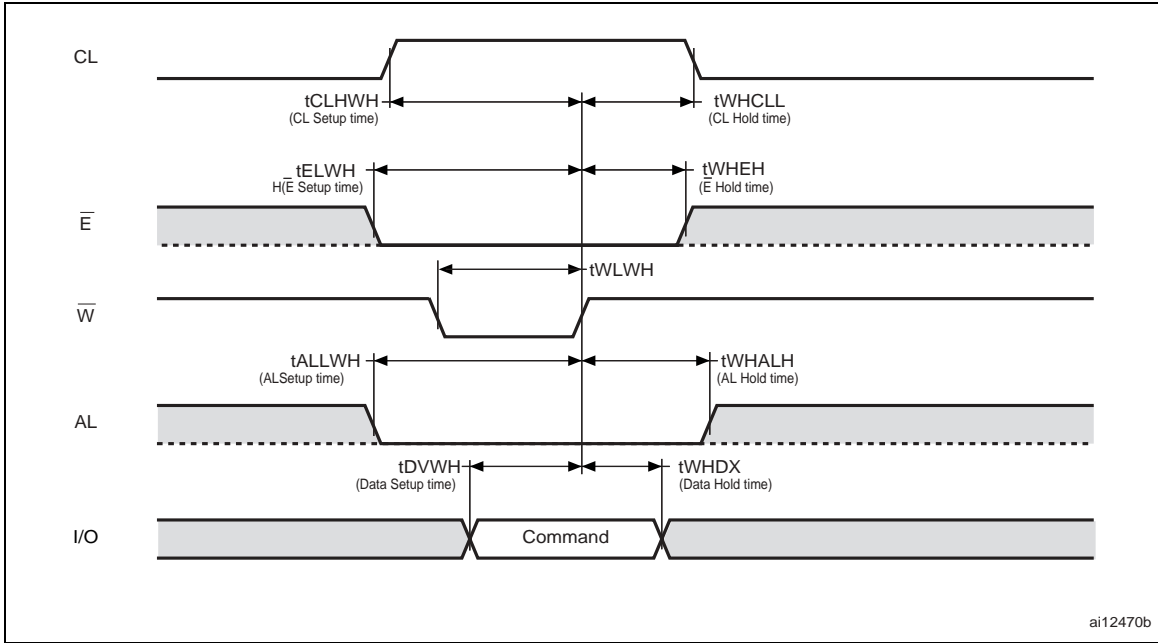 CL
tCLHWH
(CL Setup time)
tWHCLL
(CL Hold time)
tELWH
H(E̅ Setup time)
tWHEH
(E̅ Hold time)
E̅
tWLWH
W̅
tALLWH
(ALSetup time)
tWHALH
(AL Hold time)
AL
tDVWH
(Data Setup time)
tWHDX
(Data Hold time)
I/O
Command
ai12470b